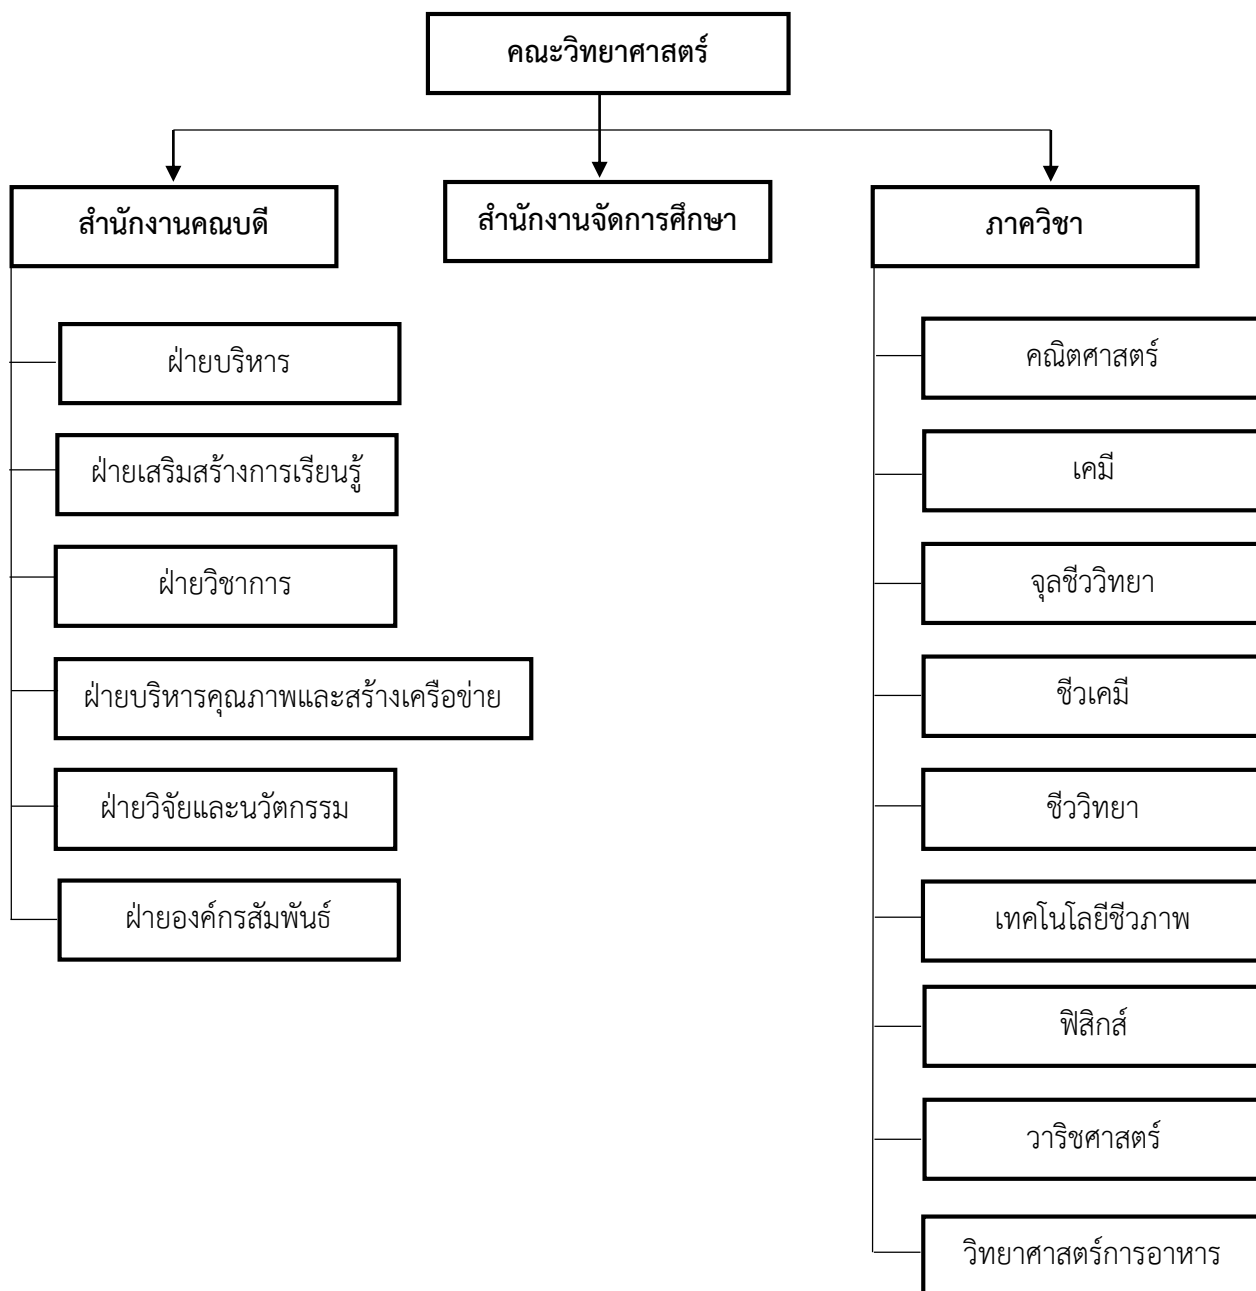 คณะวิทยาศาสตร์
สำนักงานคณบดี
สำนักงานจัดการศึกษา
ภาควิชา
ฝ่ายบริหาร
ฝ่ายเสริมสร้างการเรียนรู้
ฝ่ายวิชาการ
ฝ่ายบริหารคุณภาพและสร้างเครือข่าย
ฝ่ายวิจัยและนวัตกรรม
ฝ่ายองค์กรสัมพันธ์
คณิตศาสตร์
เคมี
จุลชีววิทยา
ชีวเคมี
ชีววิทยา
เทคโนโลยีชีวภาพ
ฟิสิกส์
วาริชศาสตร์
วิทยาศาสตร์การอาหาร